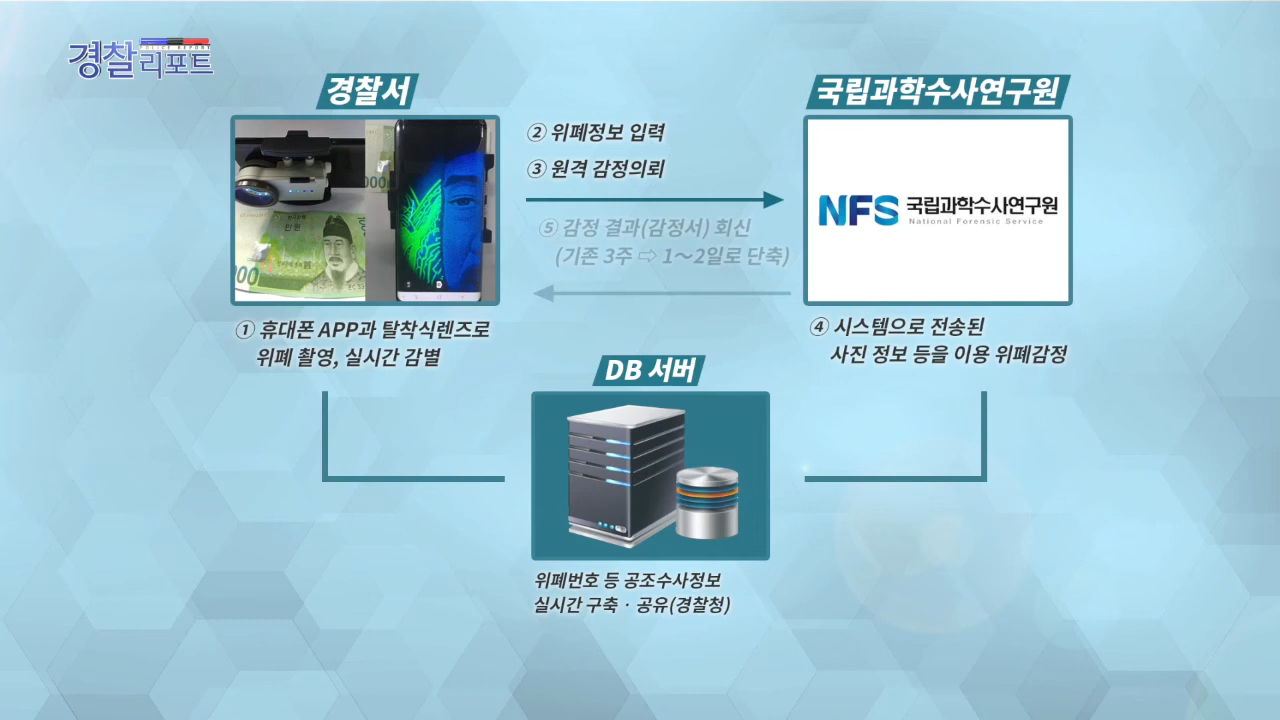 경찰리포트
POLICE REPORT
경찰서
국립과학수사연구원
② 위폐정보 입력
③ 원격 감정의뢰
⑤ 감정 결과(감정서) 회신
(기존 3주 ⇨ 1~2일로 단축)
만원
NFS 국립과학수사연구원
National Forensic Service
① 휴대폰 APP과 탈착식렌즈로
위폐 촬영, 실시간 감별
④ 시스템으로 전송된
사진 정보 등을 이용 위폐감정
DB 서버
위폐번호 등 공조수사정보
실시간 구축 · 공유(경찰청)